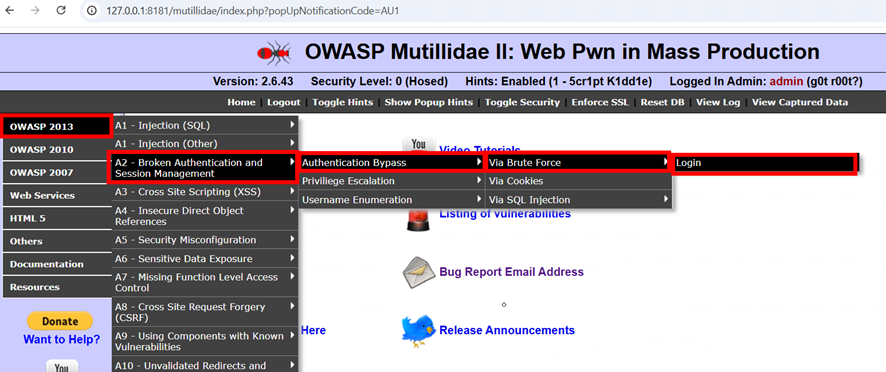 127.0.0.1:8181/mutillidae/index.php?popUpNotificationCode=AU1
OWASP Mutillidae II: Web Pwn in Mass Production
Version: 2.6.43 Security Level: 0 (Hosed) Hints: Enabled (1 - 5cr1pt K1dd1e) Logged In Admin: admin (g0t r00t?)
Home | Logout | Toggle Hints | Show Popup Hints | Toggle Security | Enforce SSL | Reset DB | View Log | View Captured Data
OWASP 2013
OWASP 2010
OWASP 2007
Web Services
HTML 5
Others
Documentation
Resources
Donate
Want to Help?
You
A1 - Injection (SQL)
A1 - Injection (Other)
A2 - Broken Authentication and
Session Management
A3 - Cross Site Scripting (XSS)
A4 - Insecure Direct Object
References
A5 - Security Misconfiguration
A6 - Sensitive Data Exposure
A7 - Missing Function Level Access
Control
A8 - Cross Site Request Forgery
(CSRF)
A9 - Using Components with Known
Vulnerabilities
A10 - Unvalidated Redirects and
Authentication Bypass
Privilege Escalation
Username Enumeration
Via Brute Force
Via Cookies
Via SQL Injection
Login
You
Video Tutorials
Listing of Vulnerabilities
Bug Report Email Address
Here
Release Announcements